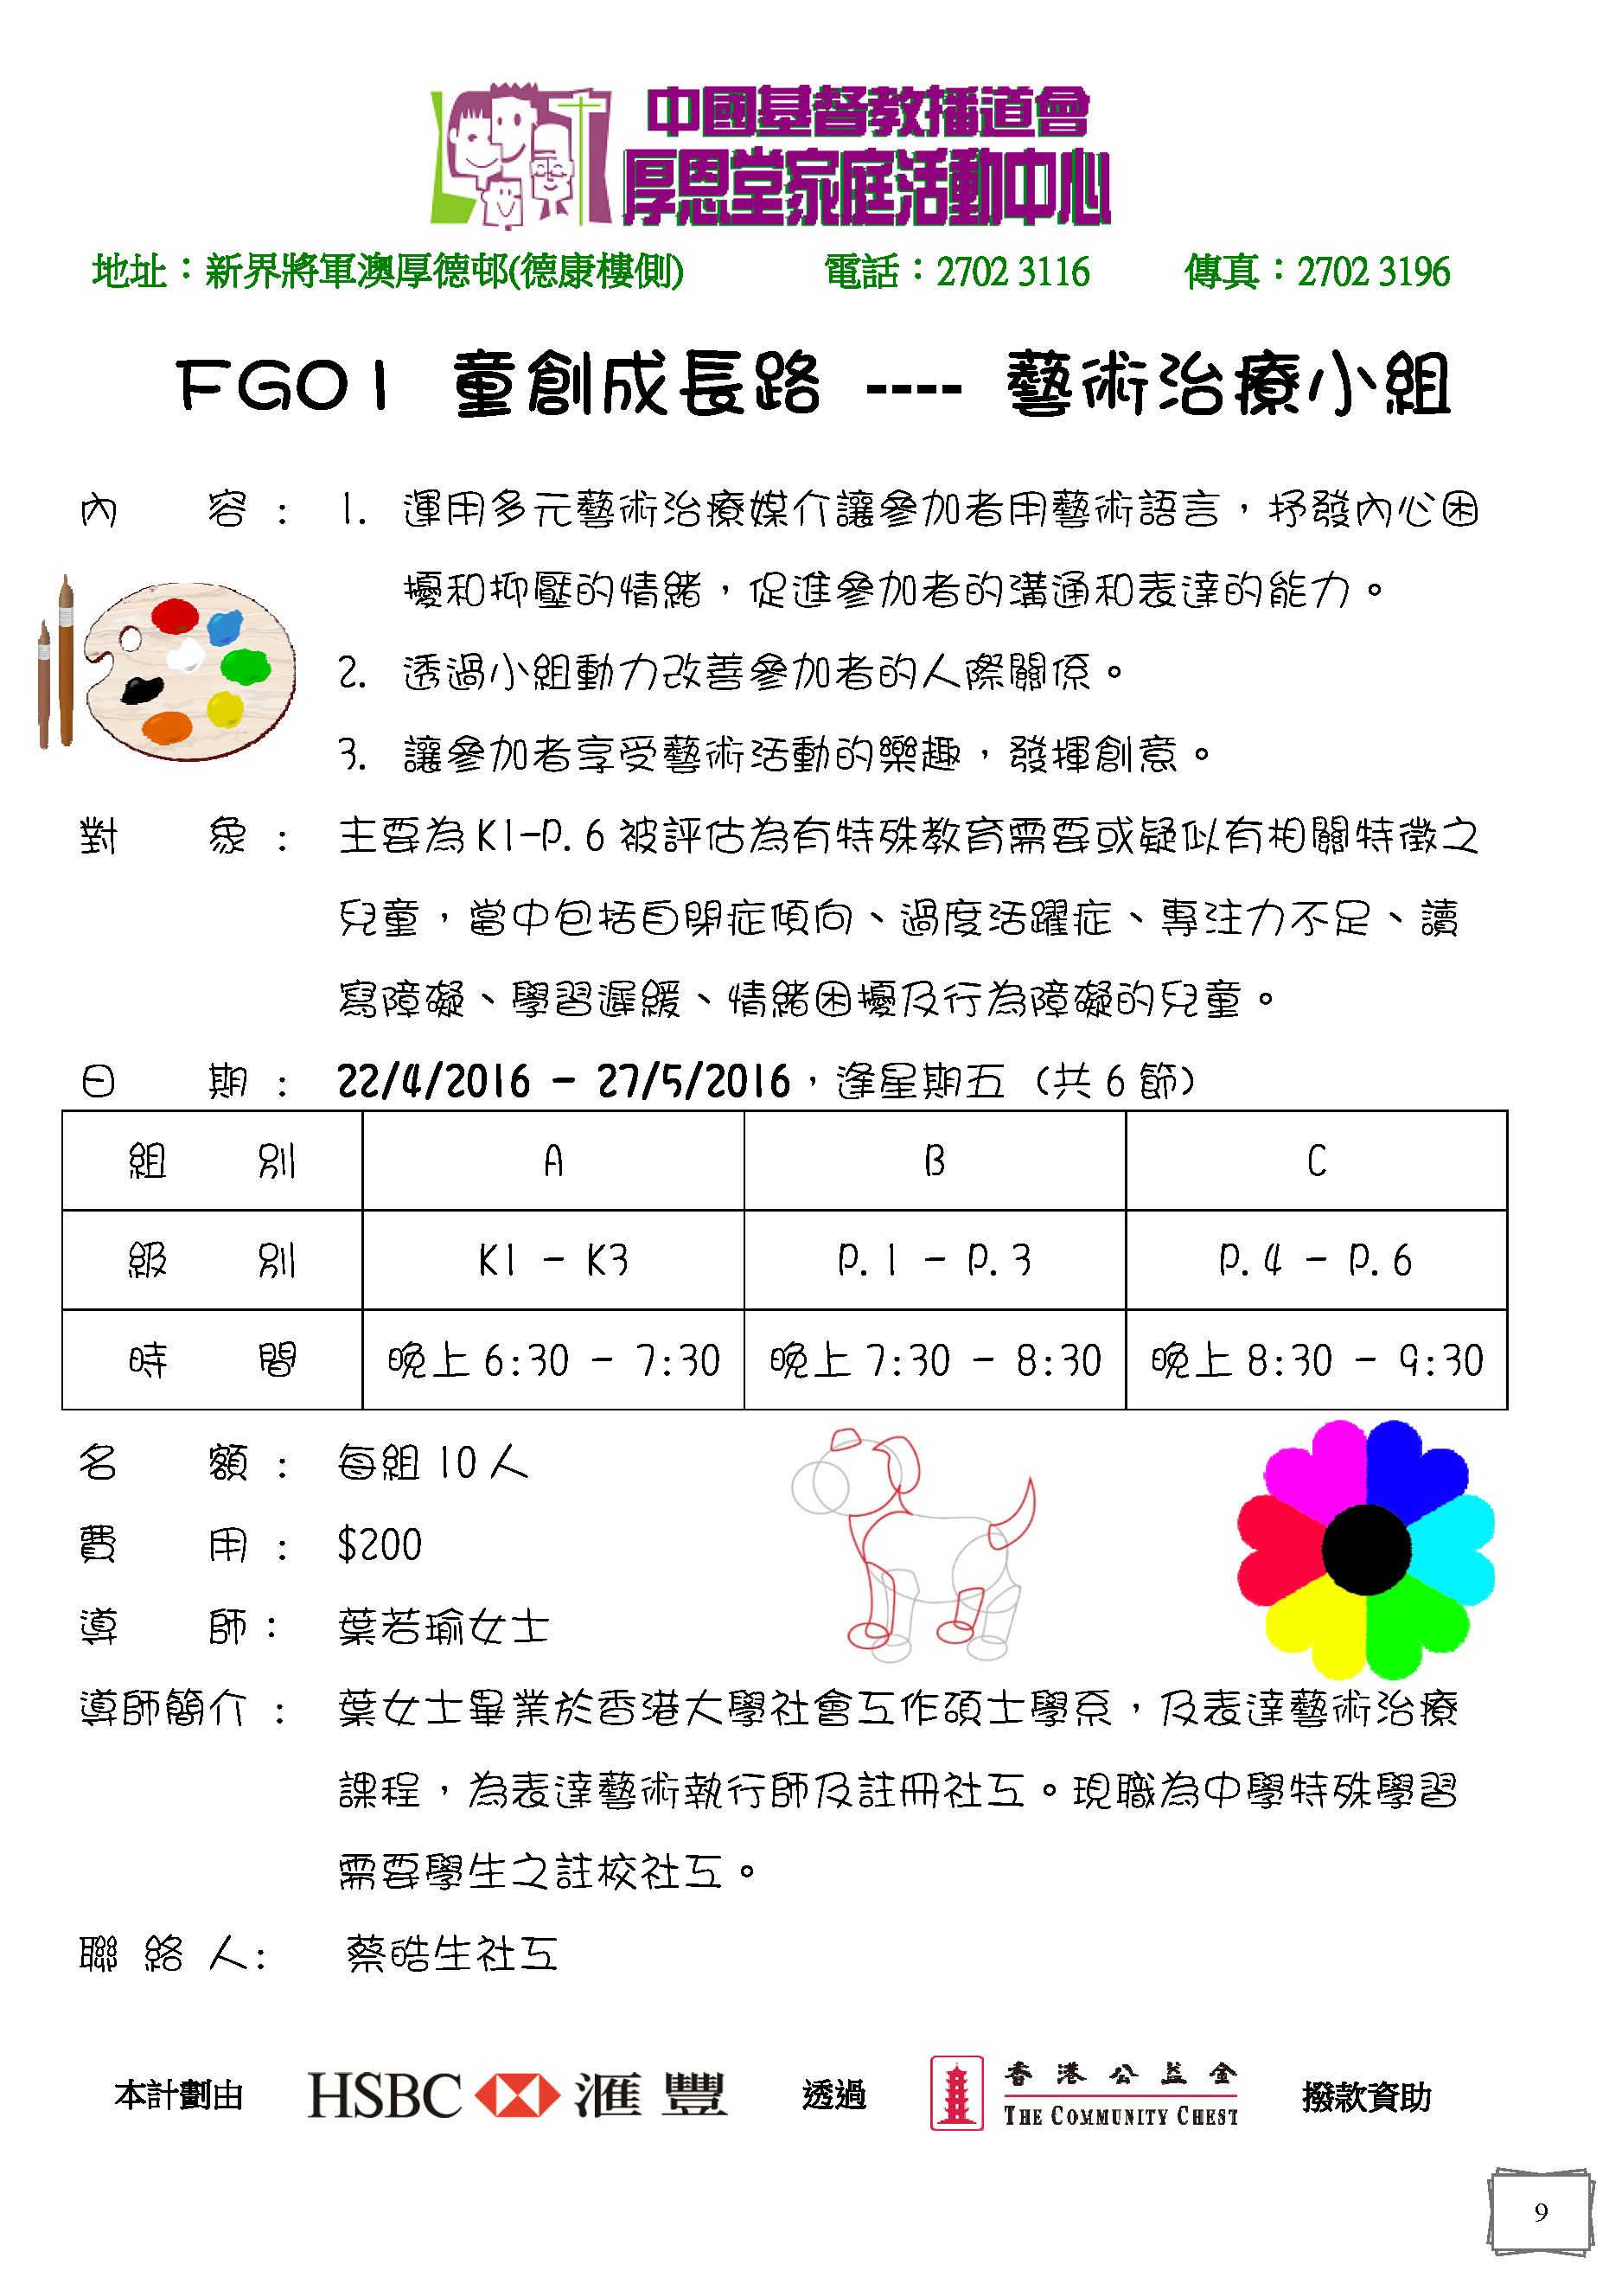 中國基督教播道會
厚恩堂家庭活動中心
地址：新界將軍澳厚德邨(德康樓側) 電話：2702 3116 傳真：2702 3196
FG01 童創成長路 ---- 藝術治療小組
內 容 : 1. 運用多元藝術治療媒介讓參加者用藝術語言，抒發內心困
擾和抑壓的情緒，促進參加者的溝通和表達的能力。
2. 透過小組動力改善參加者的人際關係。
3. 讓參加者享受藝術活動的樂趣，發揮創意。
對 象 : 主要為 K1-P.6 被評估為有特殊教育需要或疑似有相關特徵之
兒童，當中包括自閉症傾向、過度活躍症、專注力不足、讀
寫障礙、學習遲緩、情緒困擾及行為障礙的兒童。
日 期 : 22/4/2016 - 27/5/2016，逢星期五 (共 6 節)
組 別 A B C
級 別 K1 - K3 P.1 - P.3 P.4 - P.6
時 間 晚上 6:30 - 7:30 晚上 7:30 - 8:30 晚上 8:30 - 9:30
名 額 : 每組 10 人
費 用 : $200
導 師： 葉若瑜女士
導師簡介 : 葉女士畢業於香港大學社會工作碩士學系，及表達藝術治療
課程，為表達藝術執行師及註冊社工。現職為中學特殊學習
需要學生之註校社工。
聯 絡 人: 蔡皓生社工
本計劃由 HSBC 滙豐 透過 香港公益金 撥款資助
THE COMMUNITY CHEST
9